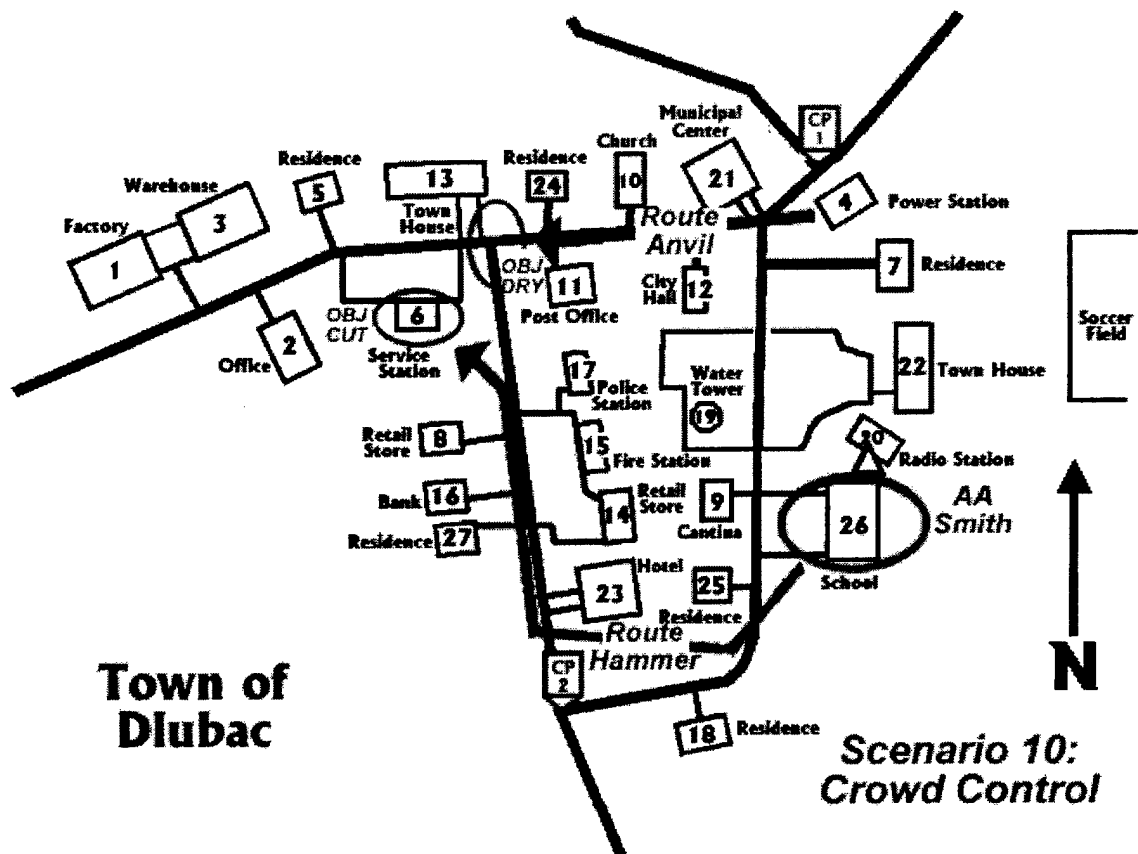 CP
1
Municipal
Center
21
Church
10
Residence
24
Residence
5
13
Town
House
Warehouse
3
Factory
1
4
Power Station
Route
Anvil
OBJ
DRY
11
Post Office
City
Hall
12
7
Residence
Soccer
Field
OBJ
CUT
6
Service
Station
Office
2
17
Police
Station
Water
Tower
19
22
Town House
Retail
Store
8
15
Fire Station
20
Radio Station
Bank
16
14
Retail
Store
9
Cantina
26
School
AA
Smith
Residence
27
23
Hotel
25
Residence
Route
Hammer
CP
2
18
Residence
N
Town of
Dlubac
Scenario 10:
Crowd Control